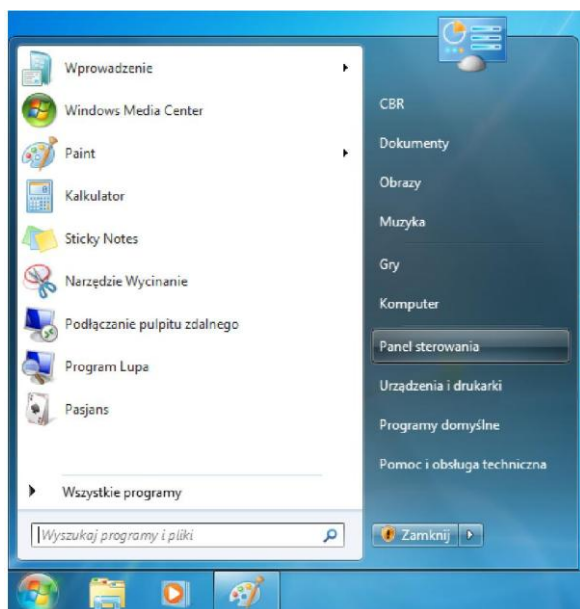 Wprowadzenie
Windows Media Center
Paint
Kalkulator
Sticky Notes
Narzędzie Wycinanie
Podłączanie pulpitu zdalnego
Program Lupa
Pasjans
Wszystkie programy
Wyszukaj programy i pliki
CBR
Dokumenty
Obrazy
Muzyka
Gry
Komputer
Panel sterowania
Urządzenia i drukarki
Programy domyślne
Pomoc i obsługa techniczna
Zamknij